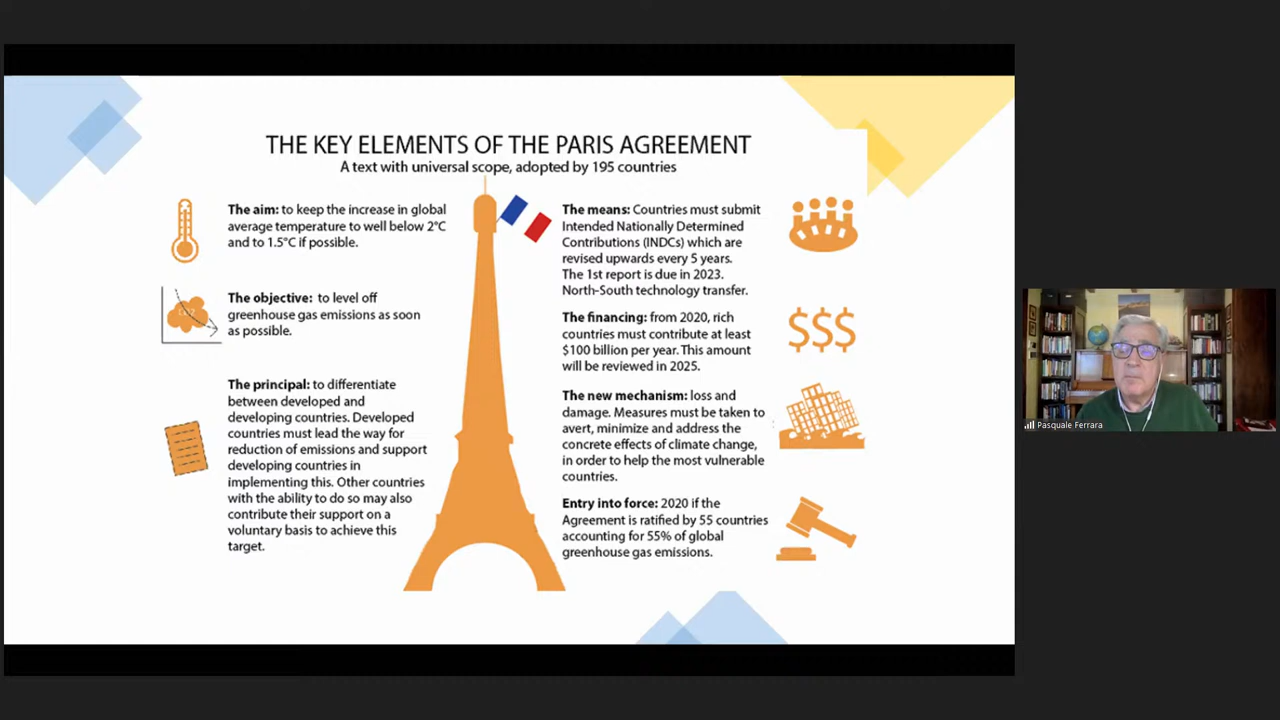 THE KEY ELEMENTS OF THE PARIS AGREEMENT
A text with universal scope, adopted by 195 countries
The aim: to keep the increase in global
average temperature to well below 2°C
and to 1.5°C if possible.
The objective: to level off
greenhouse gas emissions as soon
as possible.
The principal: to differentiate
between developed and
developing countries. Developed
countries must lead the way for
reduction of emissions and support
developing countries in
implementing this. Other countries
with the ability to do so may also
contribute their support on a
voluntary basis to achieve this
target.
The means: Countries must submit
Intended Nationally Determined
Contributions (INDCs) which are
revised upwards every 5 years.
The 1st report is due in 2023.
North-South technology transfer.
The financing: from 2020, rich
countries must contribute at least
$100 billion per year. This amount
will be reviewed in 2025.
The new mechanism: loss and
damage. Measures must be taken to
avert, minimize and address the
concrete effects of climate change,
in order to help the most vulnerable
countries.
Entry into force: 2020 if the
Agreement is ratified by 55 countries
accounting for 55% of global
greenhouse gas emissions.
$$$
Pasquale Ferrara